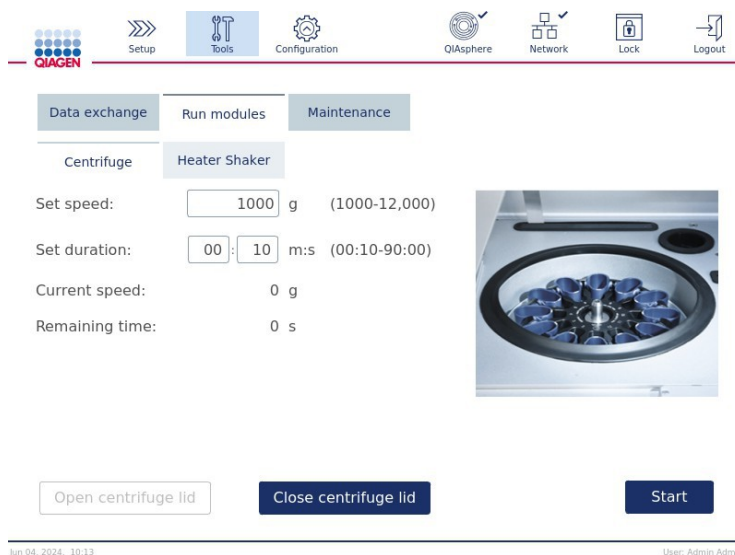 QIAGEN
Setup
Tools
Configuration
QIAsphere
Network
Lock
Logout
Data exchange
Run modules
Maintenance
Centrifuge
Heater Shaker
Set speed: 1000 g (1000-12,000)
Set duration: 00 : 10 m:s (00:10-90:00)
Current speed: 0 g
Remaining time: 0 s
Open centrifuge lid
Close centrifuge lid
Start
Jun 04, 2024, 10:13
User: Admin Adm